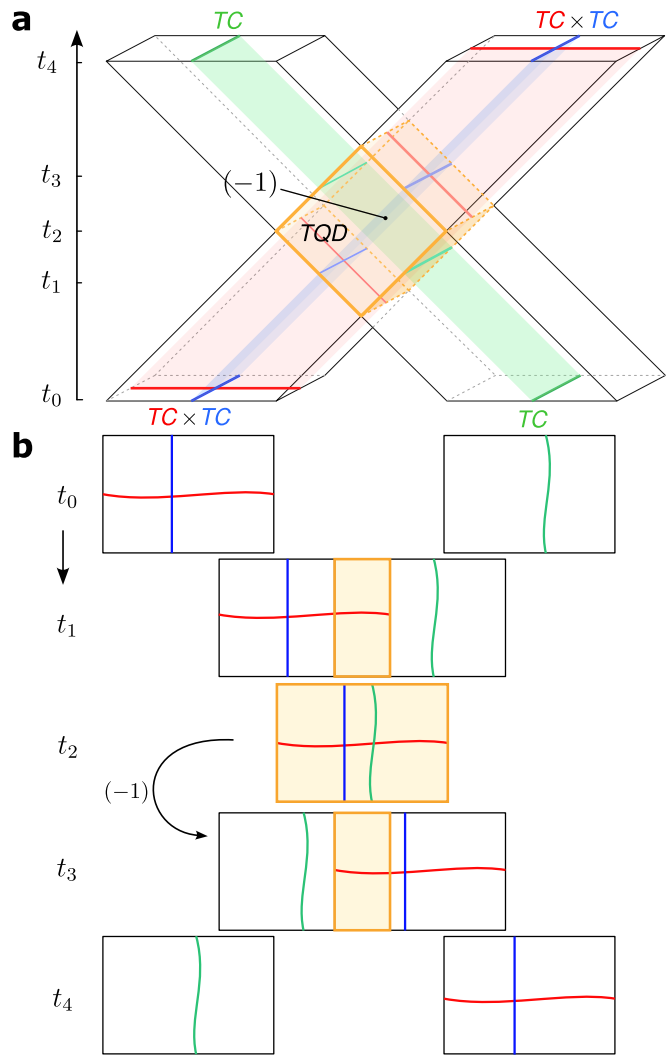 a
TC
TC × TC
t₄
t₃
(−1)
t₂
TQD
t₁
t₀
TC × TC
TC
b
t₀
t₁
t₂
(−1)
t₃
t₄